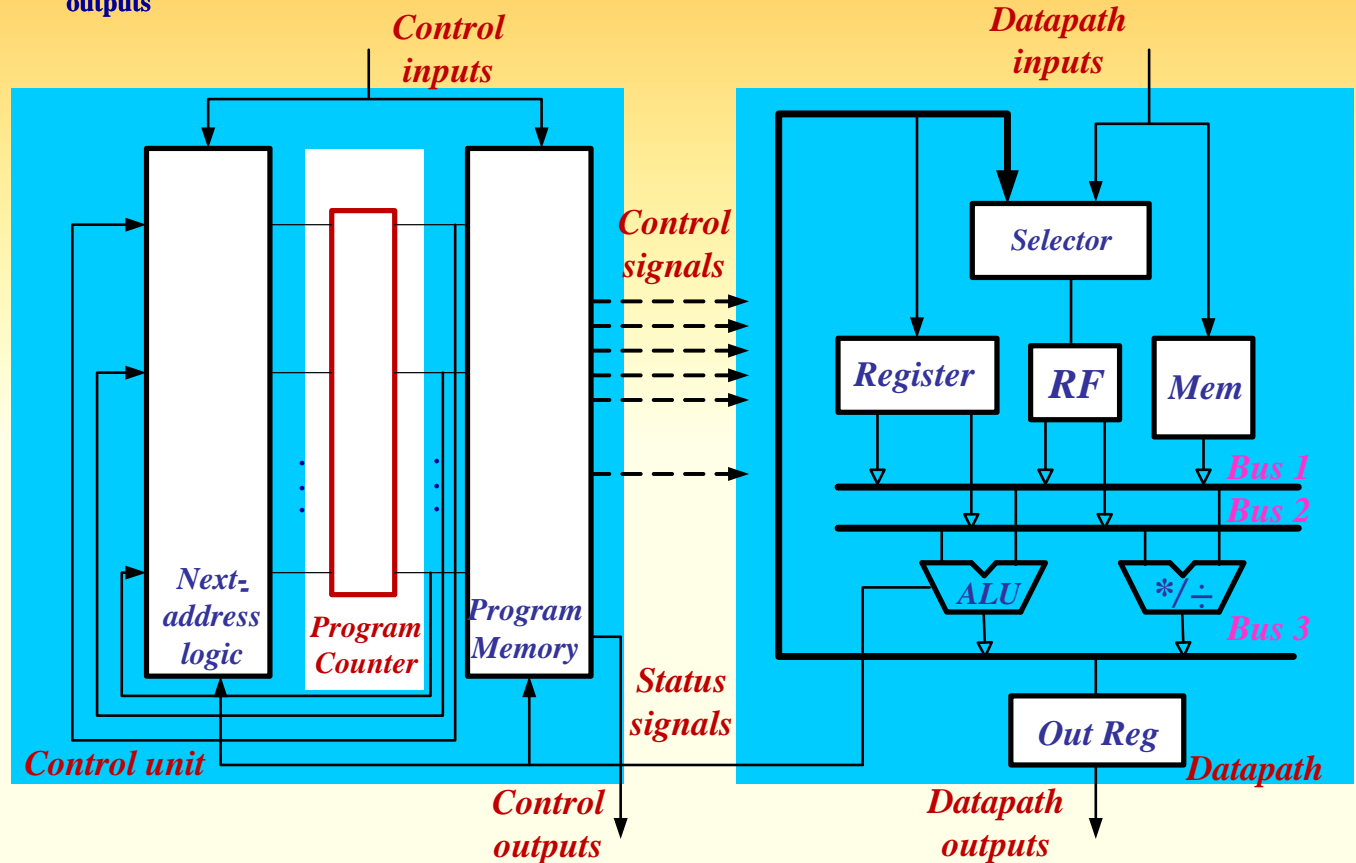 outputs
Control
inputs
Datapath
inputs
Selector
Control
signals
Register
RF
Mem
Bus 1
Bus 2
ALU
*/÷
Bus 3
Next-
address
logic
Program
Counter
Program
Memory
Status
signals
Out Reg
Control unit
Datapath
Control
outputs
Datapath
outputs